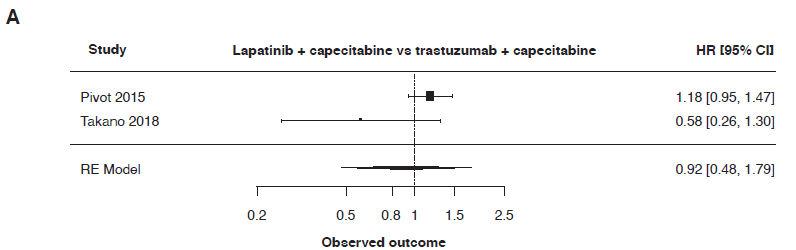 A
Study Lapatinib + capecitabine vs trastuzumab + capecitabine HR [95% CI]
Pivot 2015 1.18 [0.95, 1.47]
Takano 2018 0.58 [0.26, 1.30]
RE Model 0.92 [0.48, 1.79]
0.2 0.5 0.8 1 1.5 2.5
Observed outcome